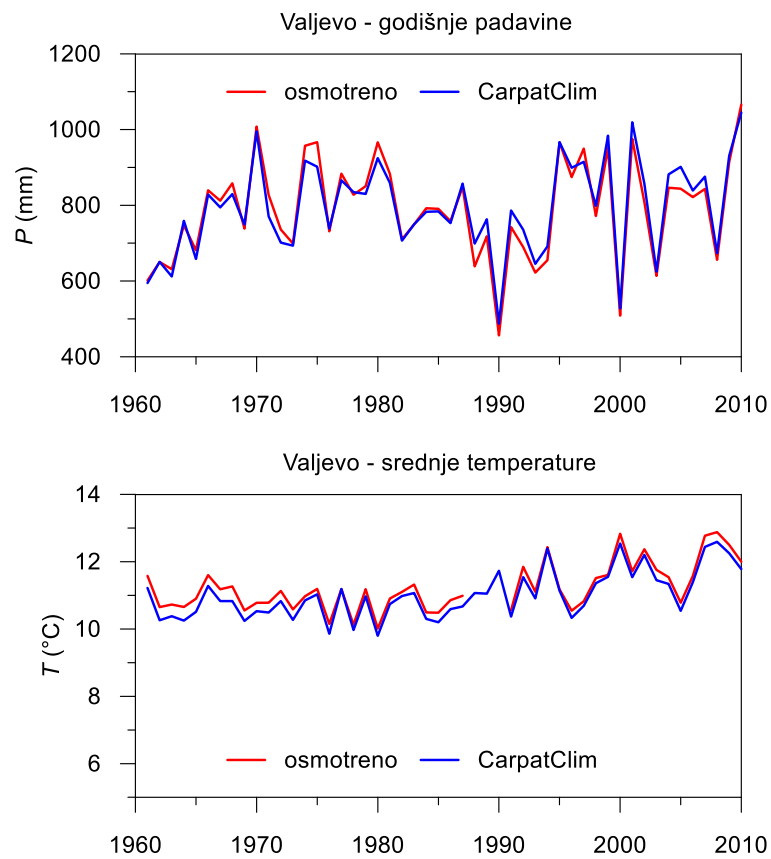 Valjevo - godišnje padavine
1200
1000
800
600
400
P (mm)
osmotreno CarpatClim
1960 1970 1980 1990 2000 2010
Valjevo - srednje temperature
14
12
10
8
6
T (°C)
osmotreno CarpatClim
1960 1970 1980 1990 2000 2010